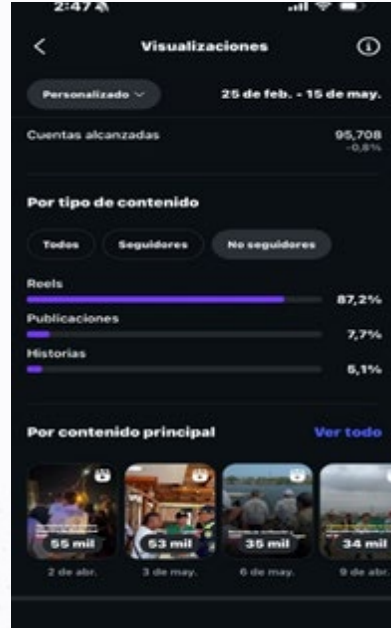 2:47
Visualizaciones
Personalizado
25 de feb. - 15 de may.
Cuentas alcanzadas
95,708
-0,8%
Por tipo de contenido
Todos
Seguidores
No seguidores
Reels
87,2%
Publicaciones
7,7%
Historias
5,1%
Por contenido principal
Ver todo
55 mil
53 mil
35 mil
34 mil
2 de abr.
3 de may.
6 de may.
9 de abr.